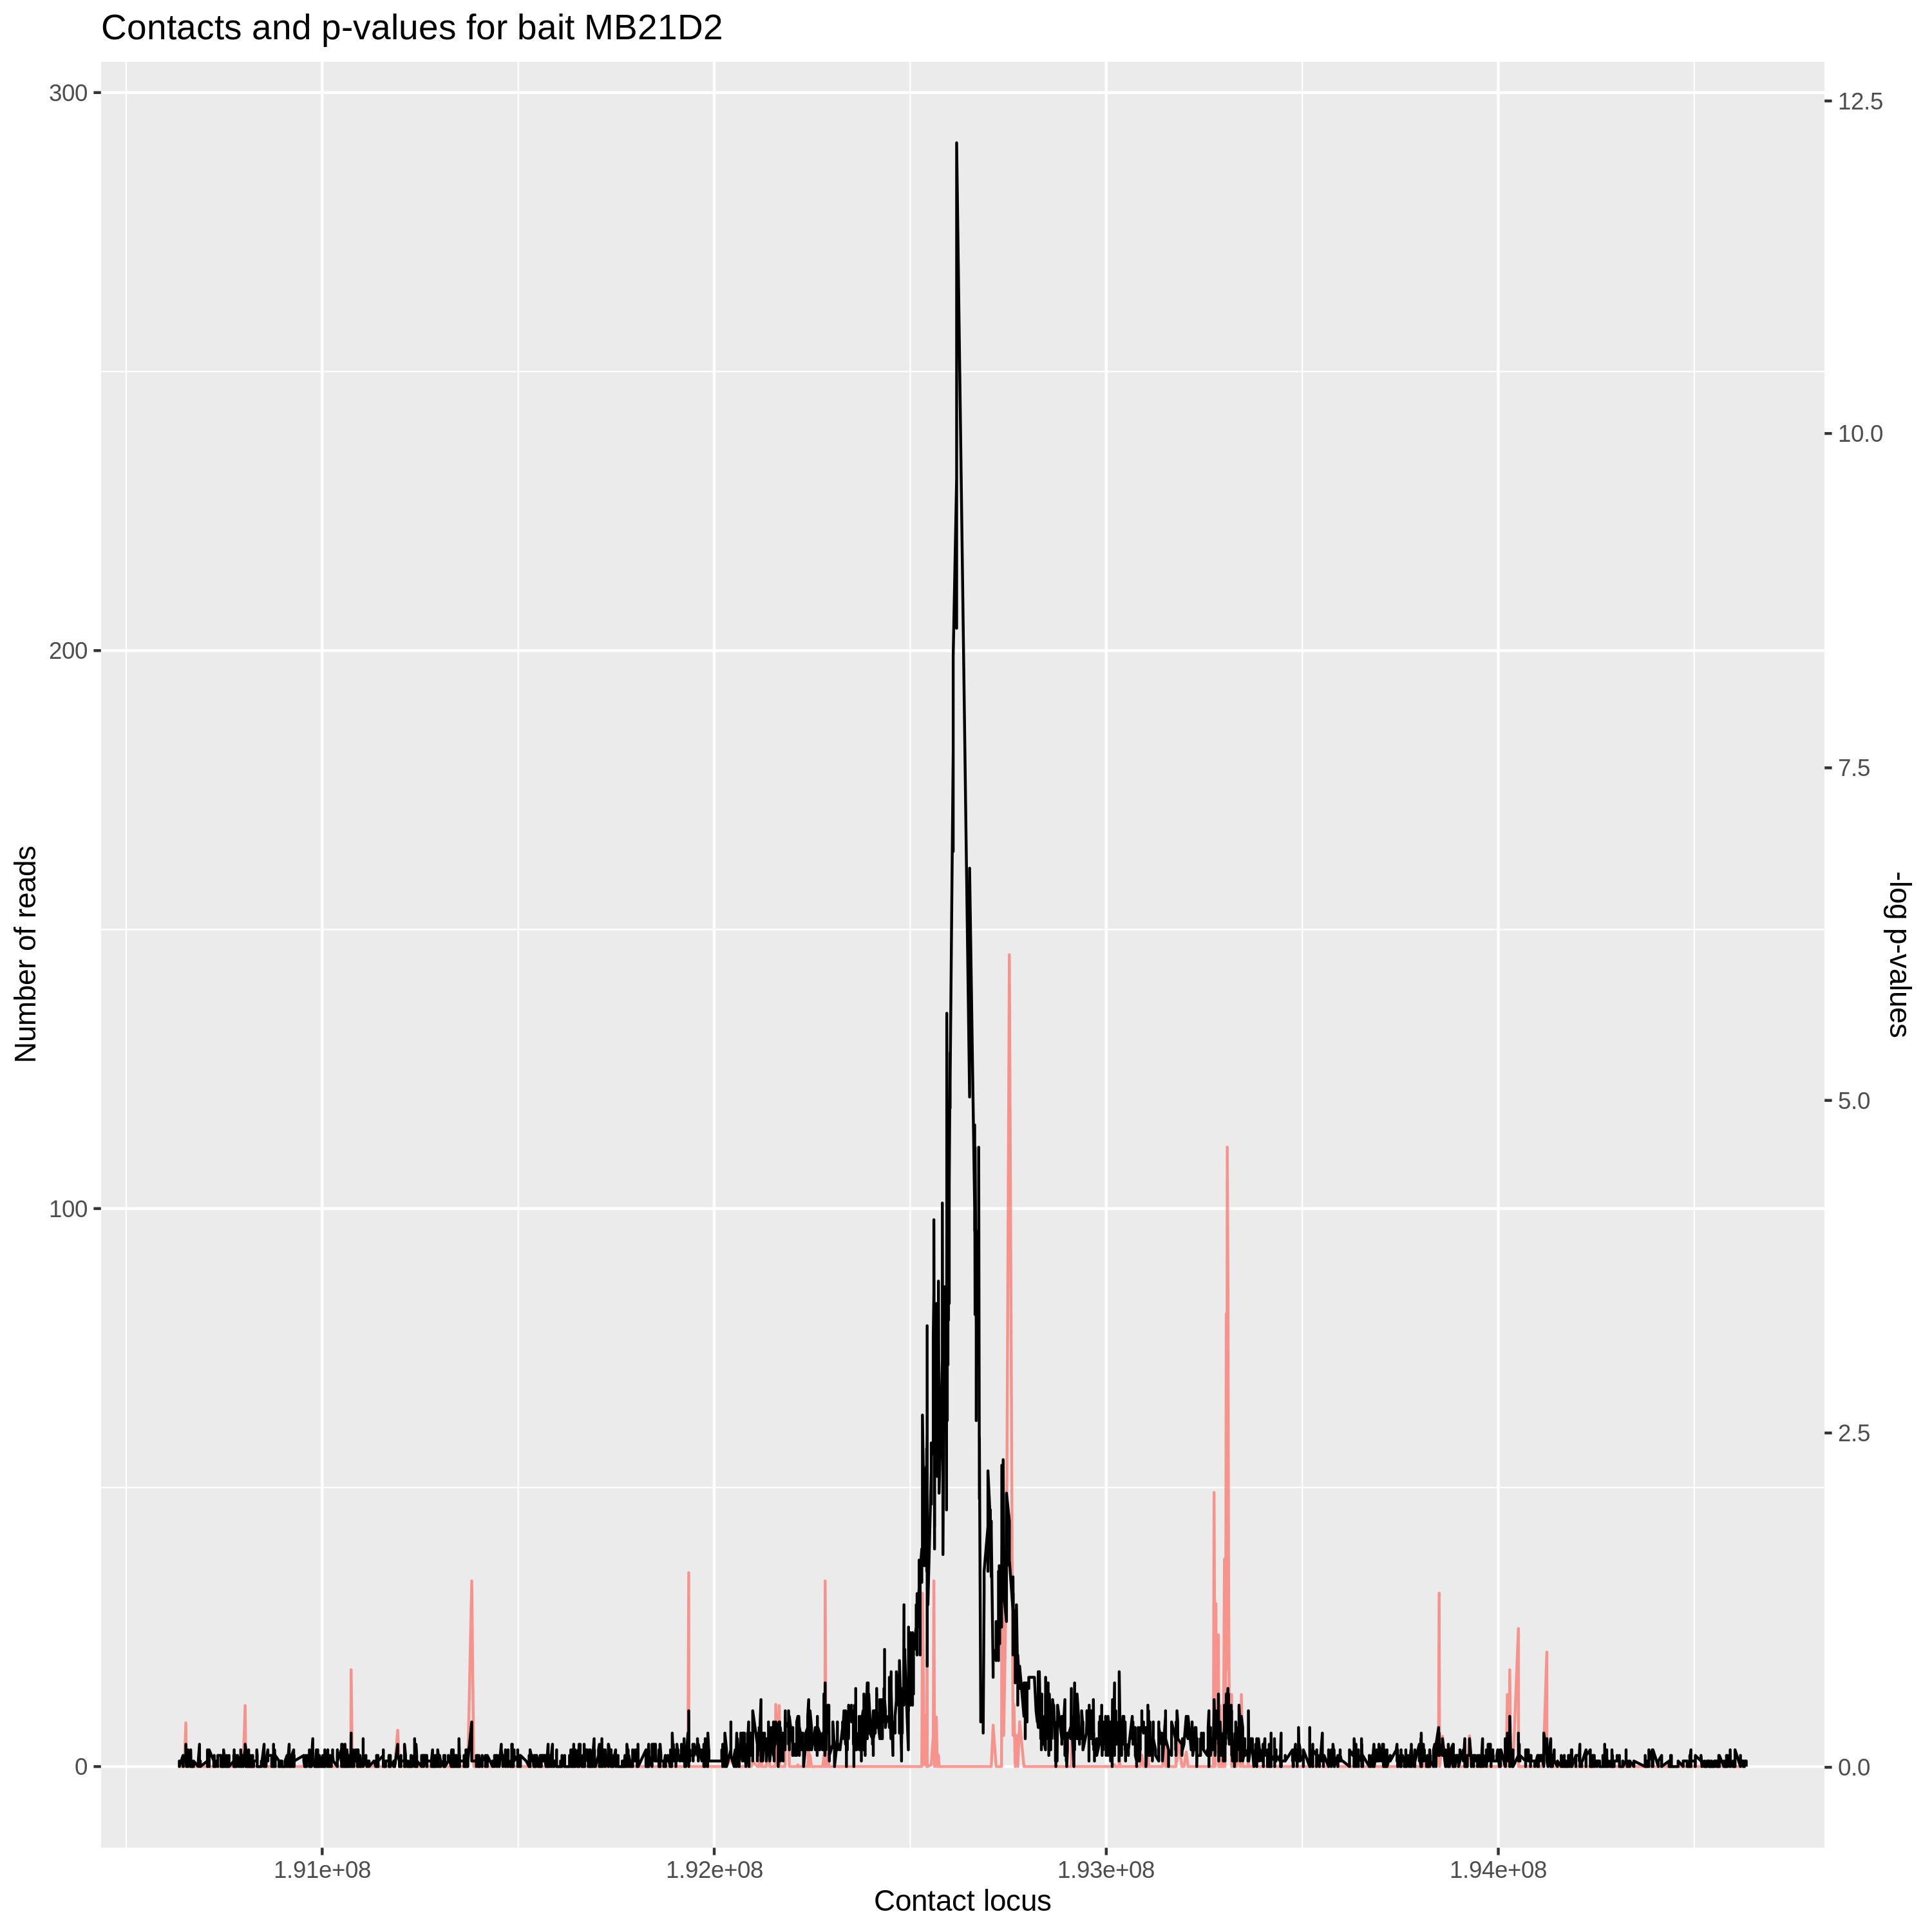 Contacts and p-values for bait MB21D2
300
200
100
0
Number of reads
12.5
10.0
7.5
5.0
2.5
0.0
-log p-values
1.91e+08
1.92e+08
1.93e+08
1.94e+08
Contact locus